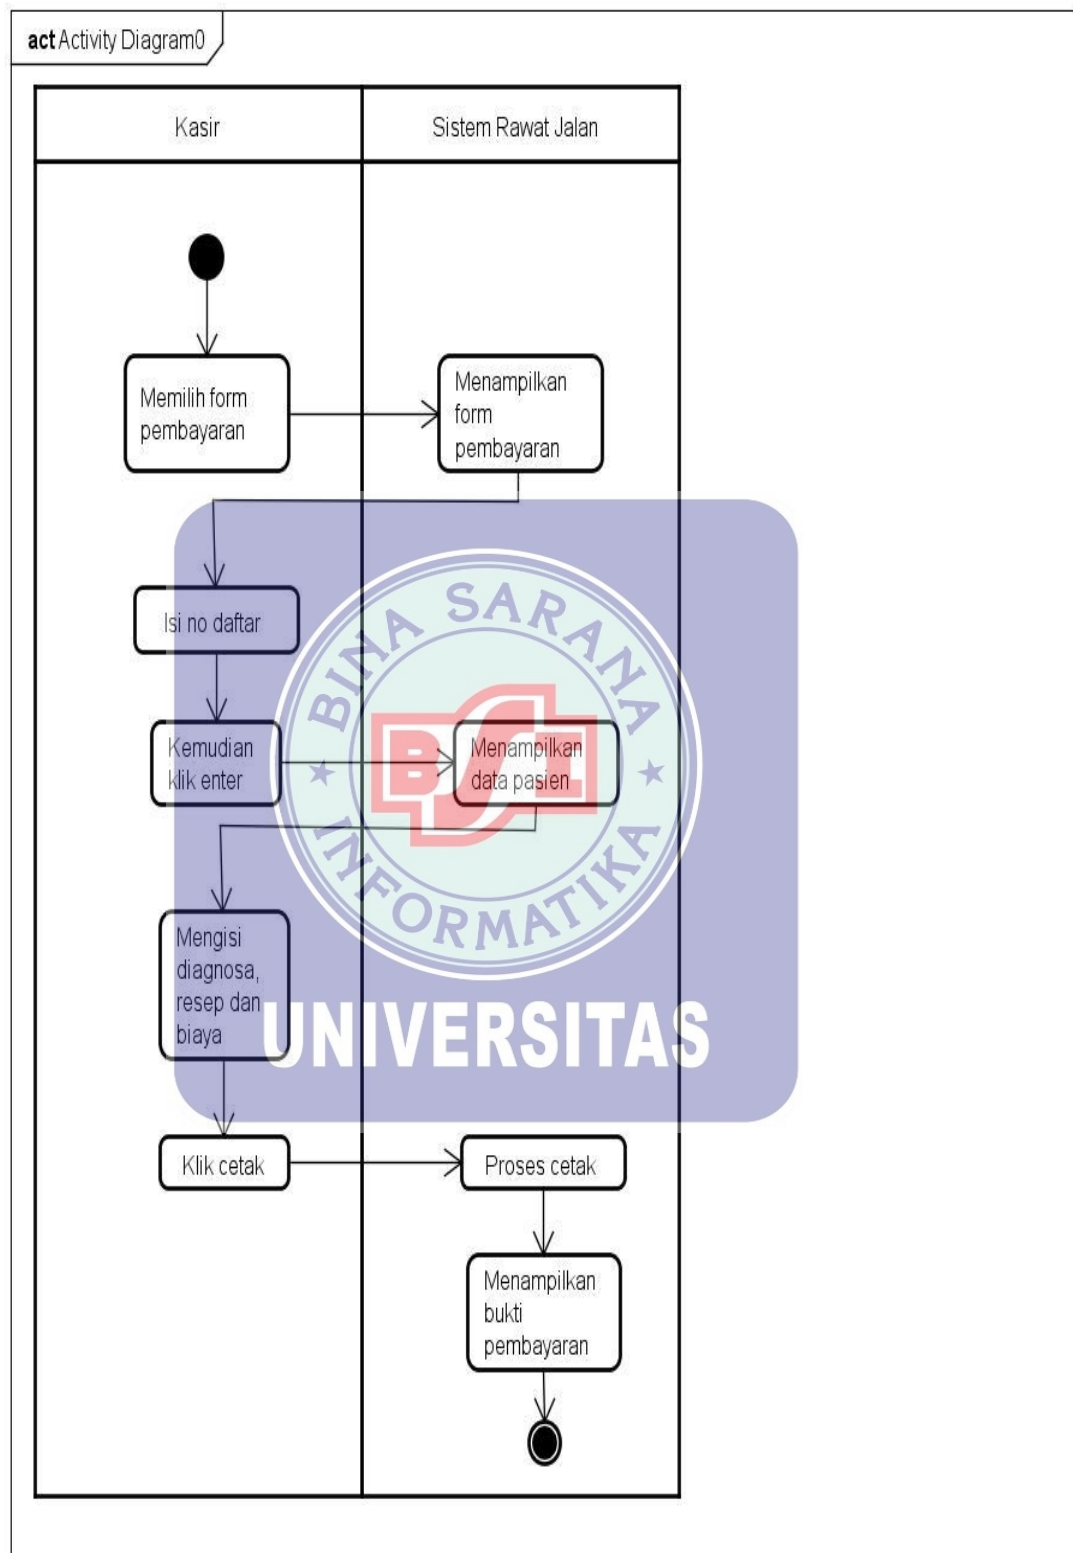 act Activity Diagram0
Kasir
Sistem Rawat Jalan
Memilih form
pembayaran
Menampilkan
form
pembayaran
Isi no daftar
Kemudian
klik enter
Menampilkan
data pasien
Mengisi
diagnosa,
resep dan
biaya
Klik cetak
Proses cetak
Menampilkan
bukti
pembayaran
BINA SARANA
BSI
INFORMATIKA
UNIVERSITAS